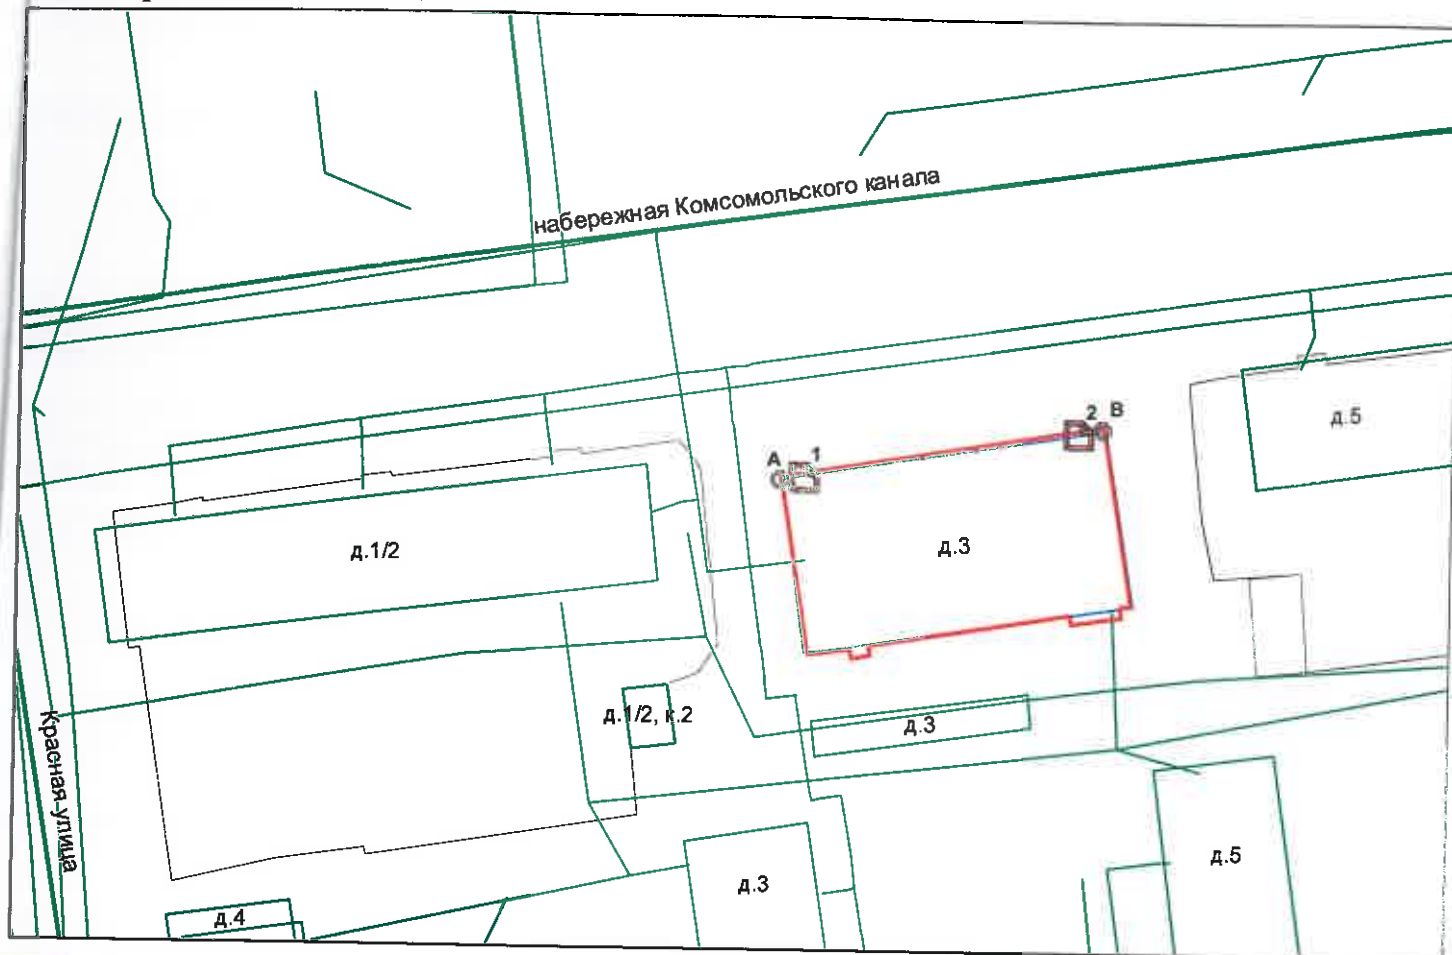 набережная Комсомольского канала
2 В
А 1
д.5
д.3
д.1/2
д.1/2, к.2
д.3
Красная улица
д.5
д.3
д.4